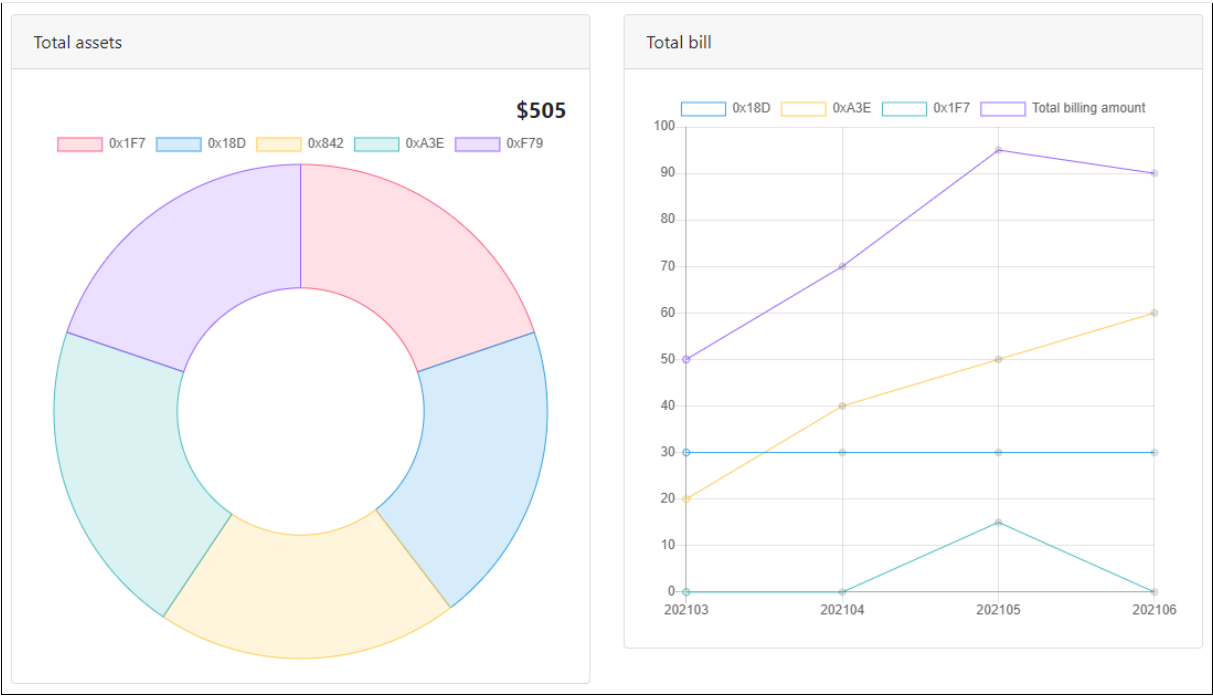 Total assets
$505
0x1F7 0x18D 0x842 0xA3E 0xF79
Total bill
0x18D 0xA3E 0x1F7 Total billing amount
100
90
80
70
60
50
40
30
20
10
0
202103 202104 202105 202106